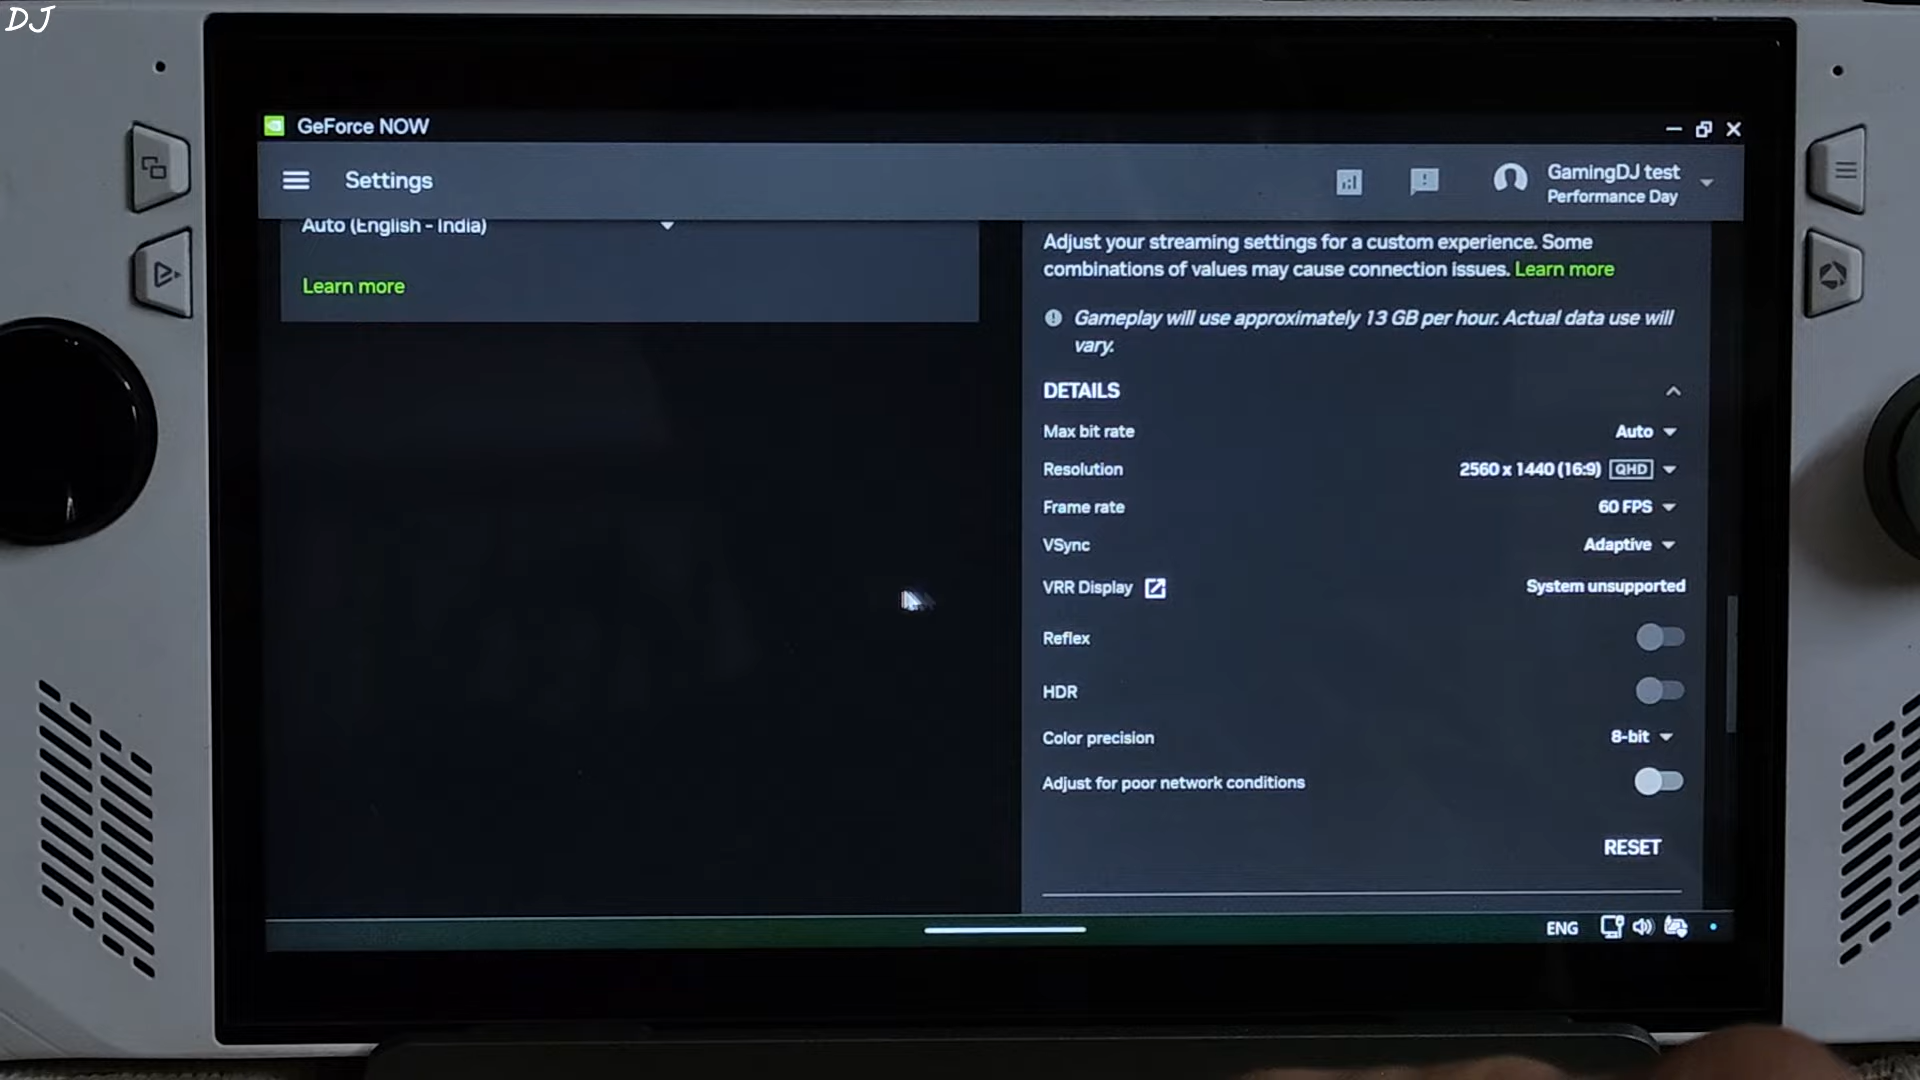 DJ
GeForce NOW
Settings
GamingDJ test
Performance Day
Auto (English - India)
Learn more
Adjust your streaming settings for a custom experience. Some
combinations of values may cause connection issues. Learn more
Gameplay will use approximately 13 GB per hour. Actual data use will
vary.
DETAILS
Max bit rate Auto
Resolution 2560 x 1440 (16:9) QHD
Frame rate 60 FPS
VSync Adaptive
VRR Display System unsupported
Reflex
HDR
Color precision 8-bit
Adjust for poor network conditions
RESET
ENG